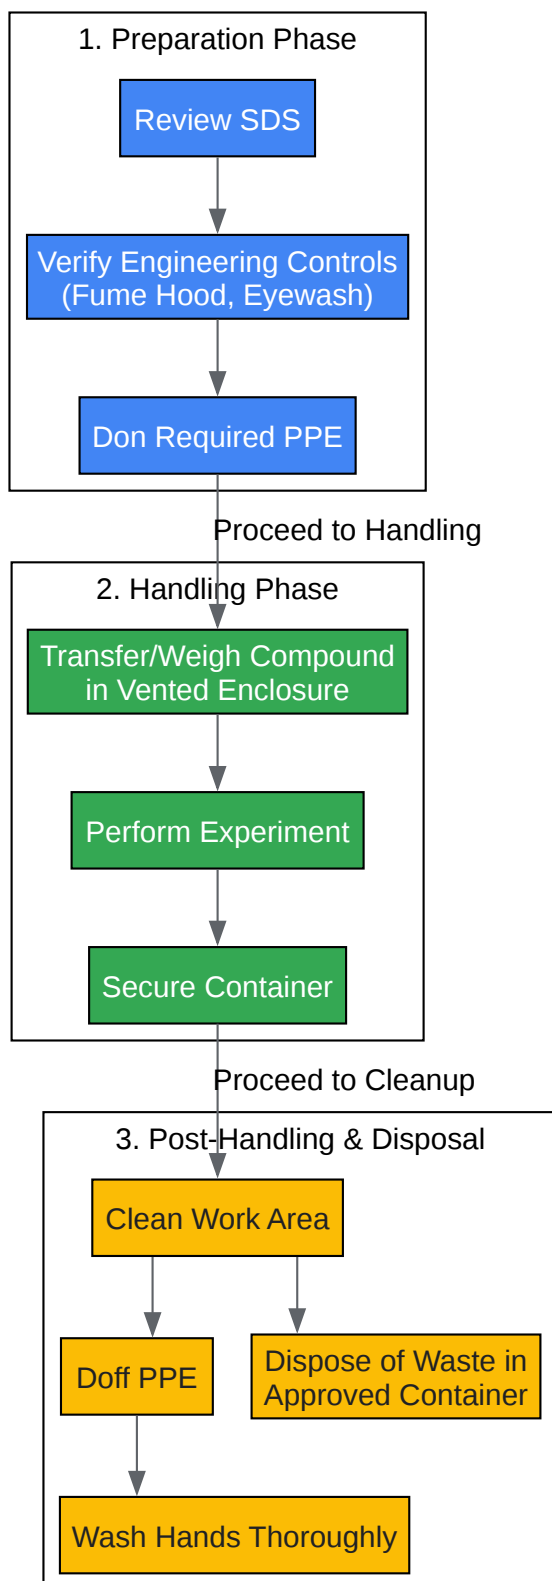 1. Preparation Phase
Review SDS
Verify Engineering Controls
(Fume Hood, Eyewash)
Don Required PPE
Proceed to Handling
2. Handling Phase
Transfer/Weigh Compound
in Vented Enclosure
Perform Experiment
Secure Container
Proceed to Cleanup
3. Post-Handling & Disposal
Clean Work Area
Doff PPE
Dispose of Waste in
Approved Container
Wash Hands Thoroughly